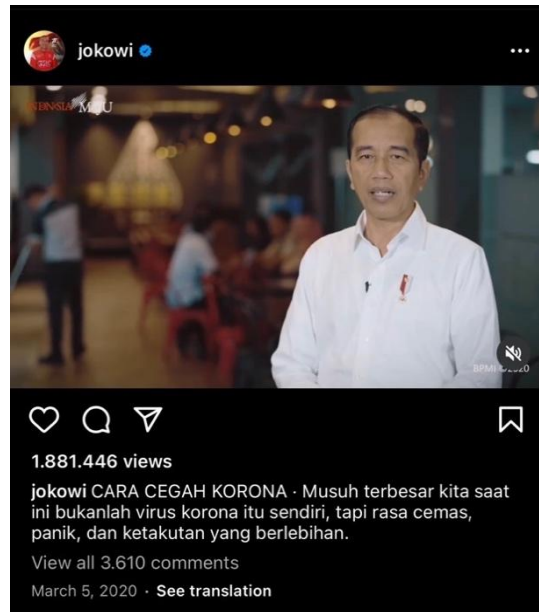 jokowi
INDONESIA MAJU
BPMI ©2020
1.881.446 views
jokowi CARA CEGAH KORONA · Musuh terbesar kita saat
ini bukanlah virus korona itu sendiri, tapi rasa cemas,
panik, dan ketakutan yang berlebihan.
View all 3.610 comments
March 5, 2020 · See translation